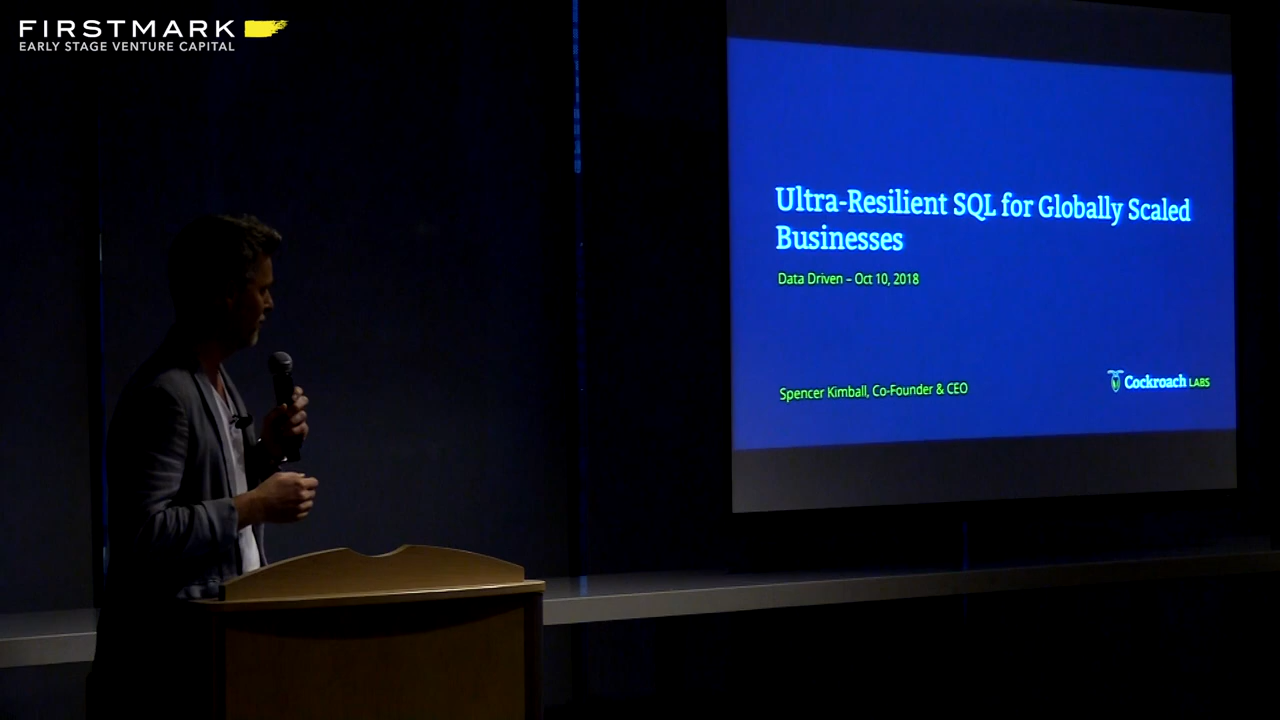 FIRSTMARK
EARLY STAGE VENTURE CAPITAL
Ultra-Resilient SQL for Globally Scaled
Businesses
Data Driven – Oct 10, 2018
Spencer Kimball, Co-Founder & CEO
Cockroach LABS